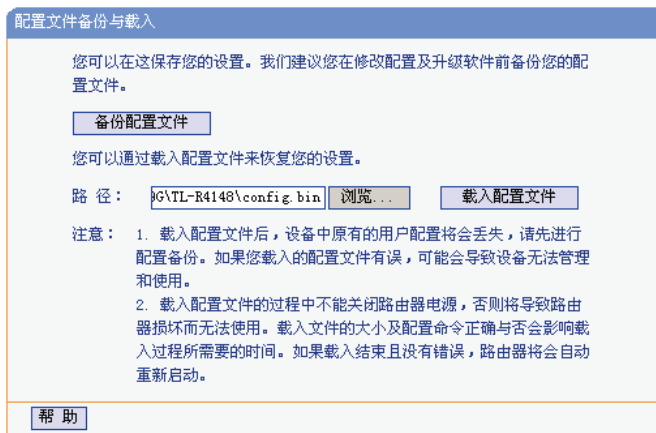 配置文件备份与载入
您可以在这保存您的设置。我们建议您在修改配置及升级软件前备份您的配
置文件。
备份配置文件
您可以通过载入配置文件来恢复您的设置。
路 径： G\TL-R4148\config.bin 浏览... 载入配置文件
注意： 1. 载入配置文件后，设备中原有的用户配置将会丢失，请先进行
配置备份。如果您载入的配置文件有误，可能会导致设备无法管理
和使用。
2. 载入配置文件的过程中不能关闭路由器电源，否则将导致路由
器损坏而无法使用。载入文件的大小及配置命令正确与否会影响载
入过程所需要的时间。如果载入结束且没有错误，路由器将会自动
重新启动。
帮 助